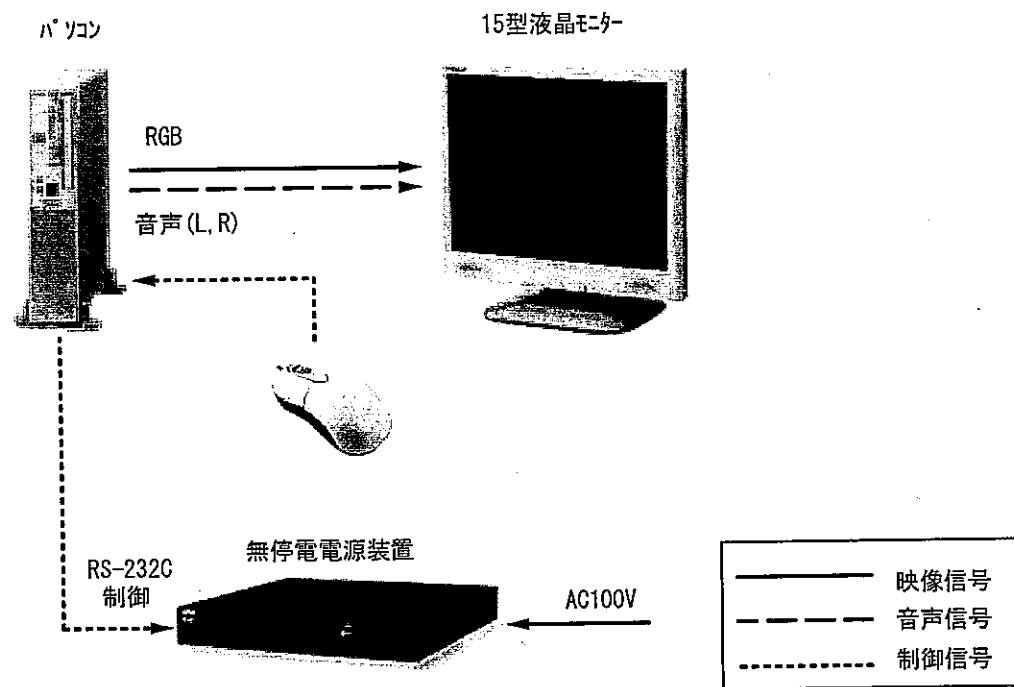 パソコン
15型液晶モニター
RGB
音声(L,R)
無停電電源装置
RS-232C
制御
AC100V
映像信号
音声信号
制御信号